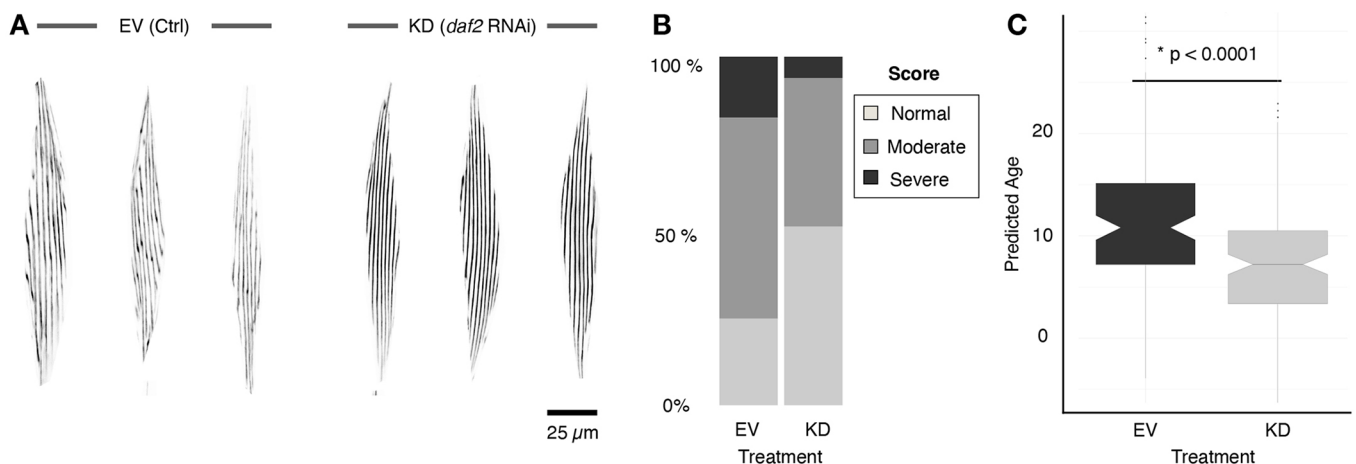 A
EV (Ctrl)
KD (daf2 RNAi)
25 µm
B
100 %
50 %
0%
EV
KD
Treatment
Score
Normal
Moderate
Severe
C
* p < 0.0001
Predicted Age
20
10
0
EV
KD
Treatment